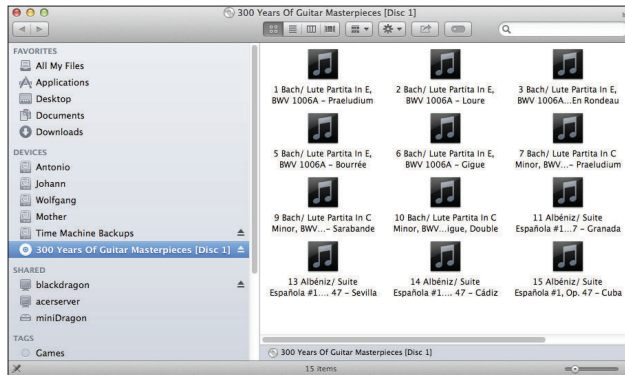 300 Years Of Guitar Masterpieces [Disc 1]
FAVORITES
All My Files
Applications
Desktop
Documents
Downloads
DEVICES
Antonio
Johann
Wolfgang
Mother
Time Machine Backups
300 Years Of Guitar Masterpieces [Disc 1]
SHARED
blackdragon
acerserver
miniDragon
TAGS
Games
1 Bach/ Lute Partita In E,
BWV 1006A – Praeludium
2 Bach/ Lute Partita In E,
BWV 1006A – Loure
3 Bach/ Lute Partita In E,
BWV 1006A...En Rondeau
5 Bach/ Lute Partita In E,
BWV 1006A – Bourrée
6 Bach/ Lute Partita In E,
BWV 1006A – Gigue
7 Bach/ Lute Partita In C
Minor, BWV... – Praeludium
9 Bach/ Lute Partita In C
Minor, BWV...– Sarabande
10 Bach/ Lute Partita In C
Minor, BWV...igue, Double
11 Albéniz/ Suite
Española #1...7 – Granada
13 Albéniz/ Suite
Española #1.... 47 – Sevilla
14 Albéniz/ Suite
Española #1.... 47 – Cádiz
15 Albéniz/ Suite
Española #1, Op. 47 – Cuba
300 Years Of Guitar Masterpieces [Disc 1]
15 items